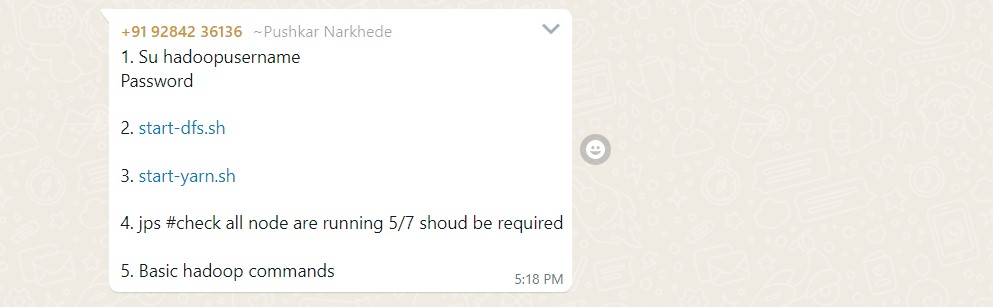 +91 92842 36136 ~Pushkar Narkhede
1. Su hadoopusername
Password
2. start-dfs.sh
3. start-yarn.sh
4. jps #check all node are running 5/7 shoud be required
5. Basic hadoop commands
5:18 PM